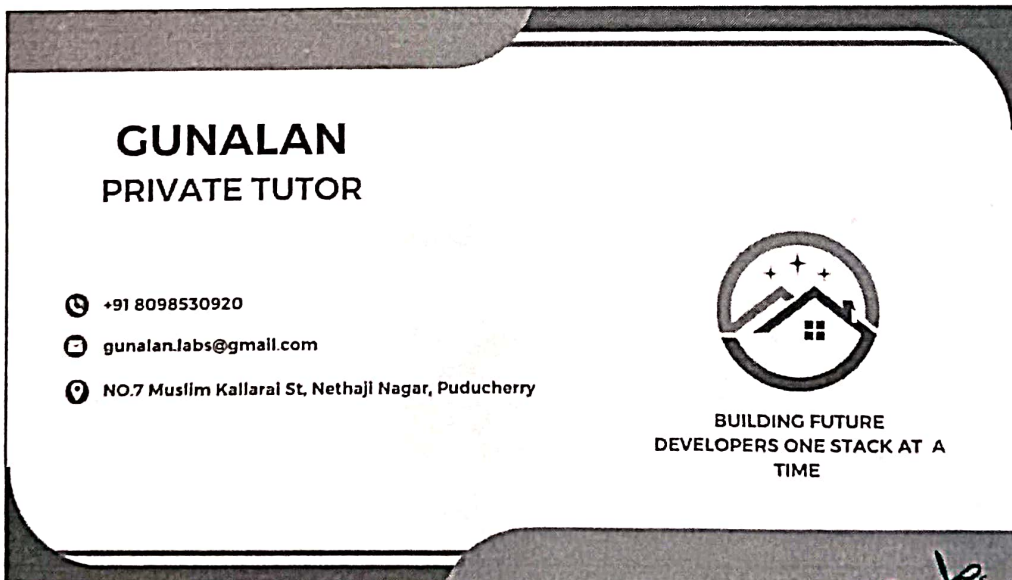 GUNALAN
PRIVATE TUTOR
+91 8098530920
gunalan.labs@gmail.com
NO.7 Muslim Kallarai St, Nethaji Nagar, Puducherry
BUILDING FUTURE
DEVELOPERS ONE STACK AT A
TIME